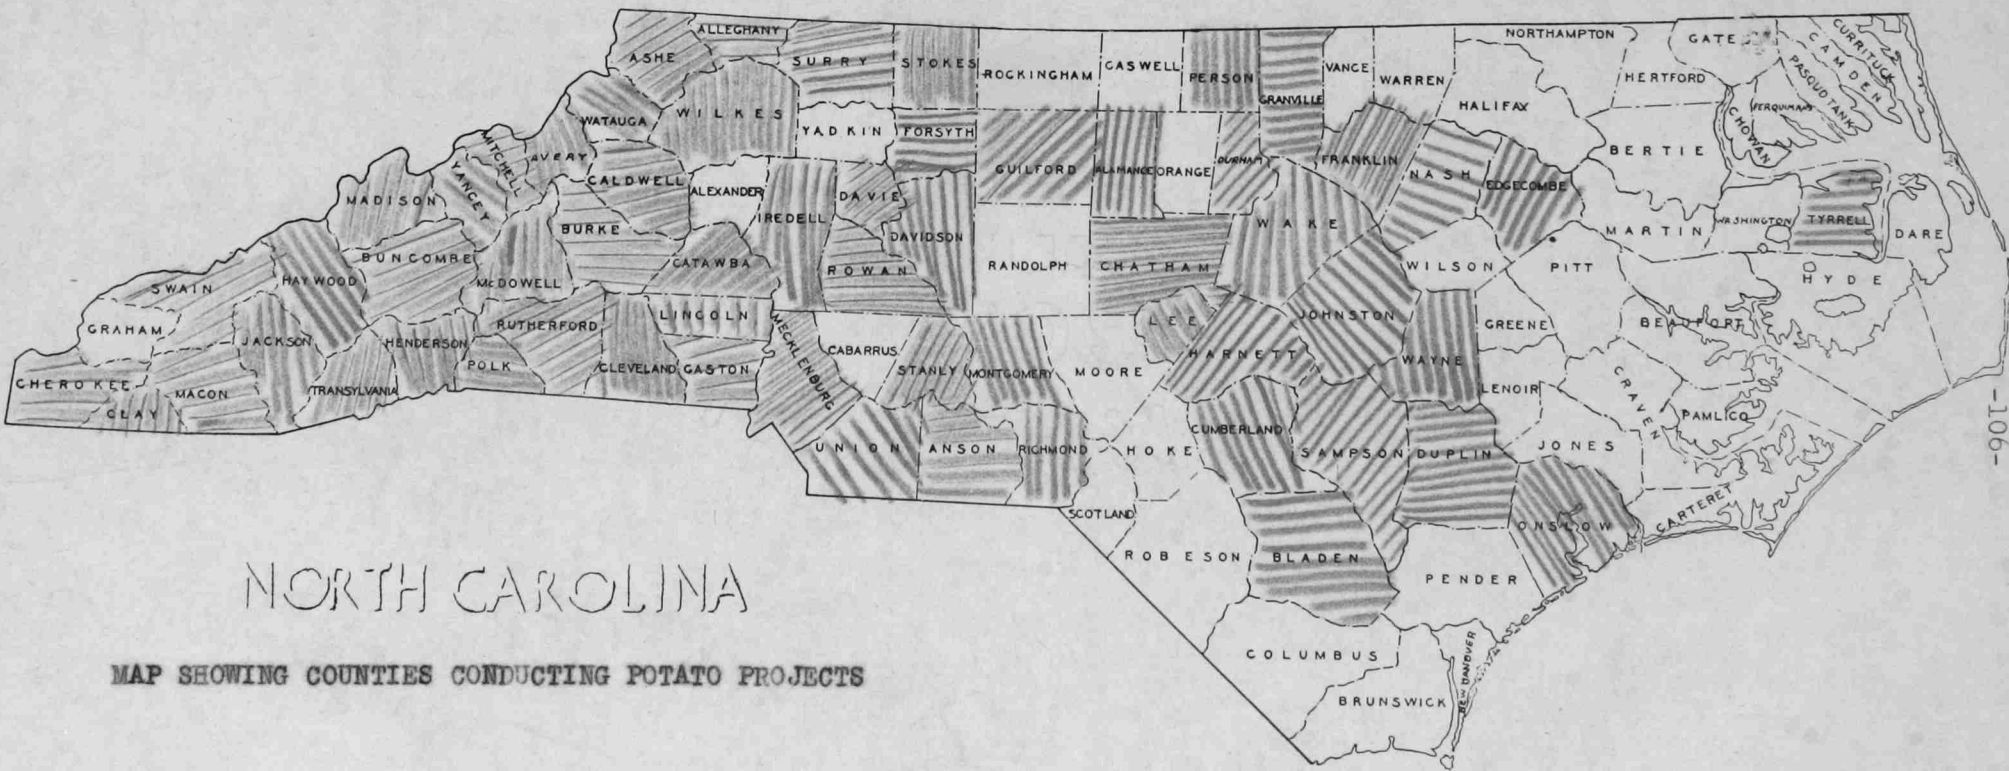 ALLEGHANY
ASHE
SURRY
STOKES
ROCKINGHAM
CASWELL
PERSON
GRANVILLE
VANCE
WARREN
NORTHAMPTON
GATES
CURRITUCK
CAMDEN
PASQUOTANK
PERQUIMANS
CHOWAN
HERTFORD
HALIFAX
BERTIE
WATAUGA
WILKES
YADKIN
FORSYTH
GUILFORD
ALAMANCE
ORANGE
DURHAM
FRANKLIN
NASH
EDGECOMBE
MARTIN
WASHINGTON
TYRRELL
DARE
MITCHELL
AVERY
YANCEY
MADISON
CALDWELL
ALEXANDER
IREDELL
DAVIE
DAVIDSON
RANDOLPH
CHATHAM
WAKE
WILSON
PITT
BEAUFORT
HYDE
BUNCOMBE
BURKE
McDOWELL
CATAWBA
ROWAN
HAYWOOD
SWAIN
GRAHAM
JACKSON
HENDERSON
RUTHERFORD
POLK
CLEVELAND
LINCOLN
GASTON
MECKLENBURG
CABARRUS
STANLY
MONTGOMERY
MOORE
LEE
HARNETT
JOHNSTON
WAYNE
GREENE
LENOIR
CRAVEN
PAMLICO
CHEROKEE
CLAY
MACON
TRANSYLVANIA
UNION
ANSON
RICHMOND
HOKE
CUMBERLAND
SAMPSON
DUPLIN
JONES
CARTERET
ONSLOW
SCOTLAND
ROBESON
BLADEN
PENDER
COLUMBUS
BRUNSWICK
NEW HANOVER
-106-
NORTH CAROLINA
MAP SHOWING COUNTIES CONDUCTING POTATO PROJECTS